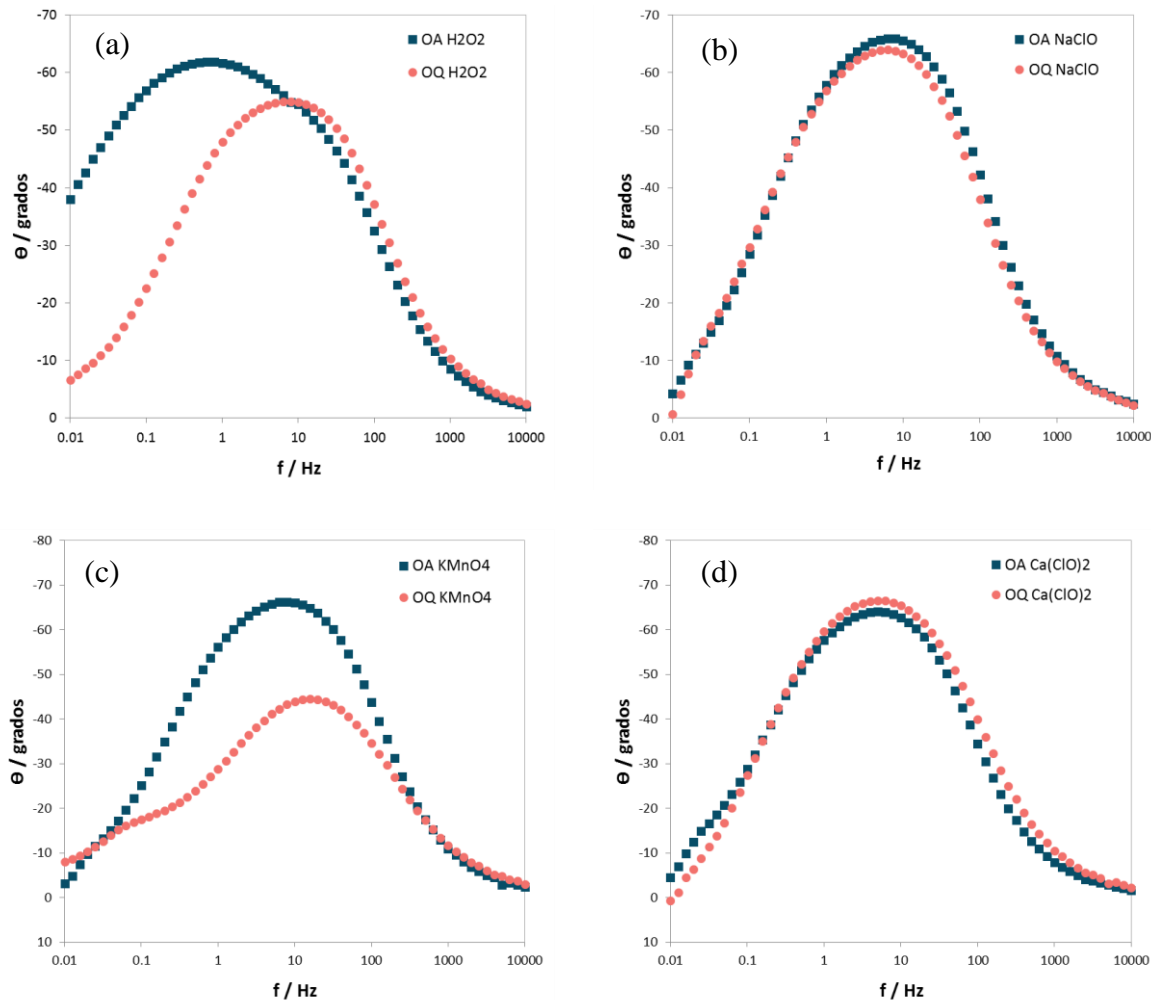 (a)
OA H2O2
OQ H2O2
-70
-60
-50
-40
-30
-20
-10
0
Ɵ / grados
0.01 0.1 1 10 100 1000 10000
f / Hz
(b)
OA NaClO
OQ NaClO
-70
-60
-50
-40
-30
-20
-10
0
Ɵ / grados
0.01 0.1 1 10 100 1000 10000
f / Hz
(c)
OA KMnO4
OQ KMnO4
-80
-70
-60
-50
-40
-30
-20
-10
0
10
Ɵ / grados
0.01 0.1 1 10 100 1000 10000
f / Hz
(d)
OA Ca(ClO)2
OQ Ca(ClO)2
-80
-70
-60
-50
-40
-30
-20
-10
0
10
Ɵ / grados
0.01 0.1 1 10 100 1000 10000
f / Hz